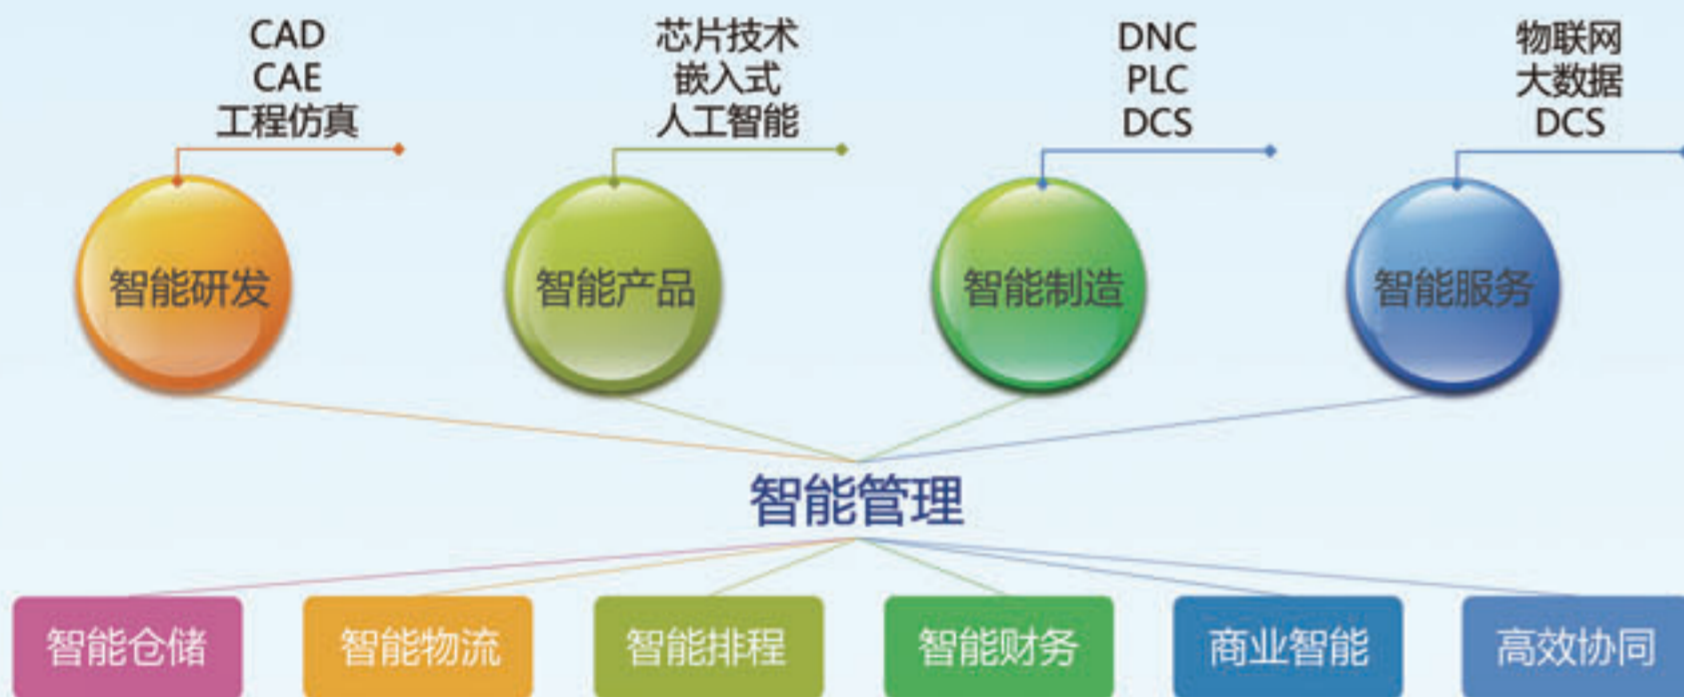 CAD
CAE
工程仿真
芯片技术
嵌入式
人工智能
DNC
PLC
DCS
物联网
大数据
DCS
智能研发
智能产品
智能制造
智能服务
智能管理
智能仓储
智能物流
智能排程
智能财务
商业智能
高效协同